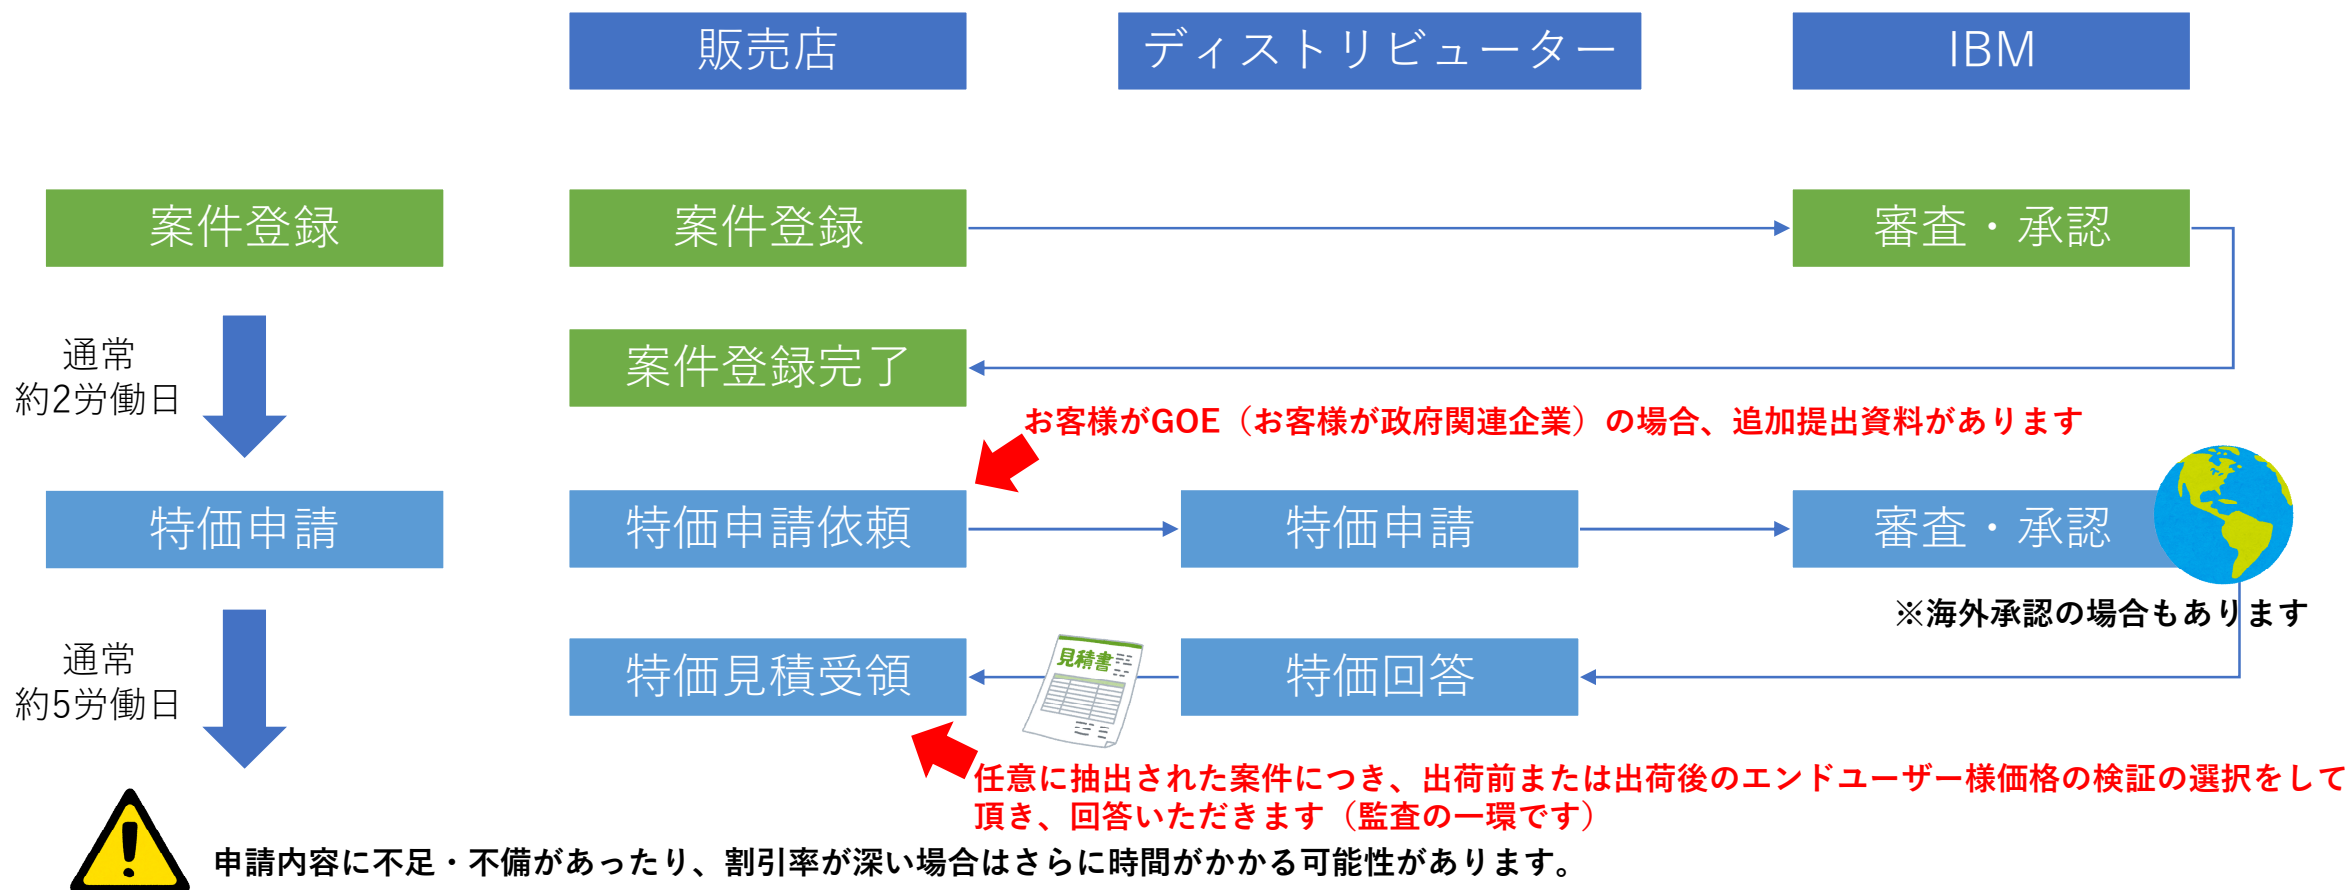 販売店
ディストリビューター
IBM
案件登録
案件登録
審査・承認
通常
約2労働日
案件登録完了
お客様がGOE（お客様が政府関連企業）の場合、追加提出資料があります
特価申請
特価申請依頼
特価申請
審査・承認
※海外承認の場合もあります
通常
約5労働日
特価見積受領
見積書
特価回答
任意に抽出された案件につき、出荷前または出荷後のエンドユーザー様価格の検証の選択をして
頂き、回答いただきます（監査の一環です）
申請内容に不足・不備があったり、割引率が深い場合はさらに時間がかかる可能性があります。